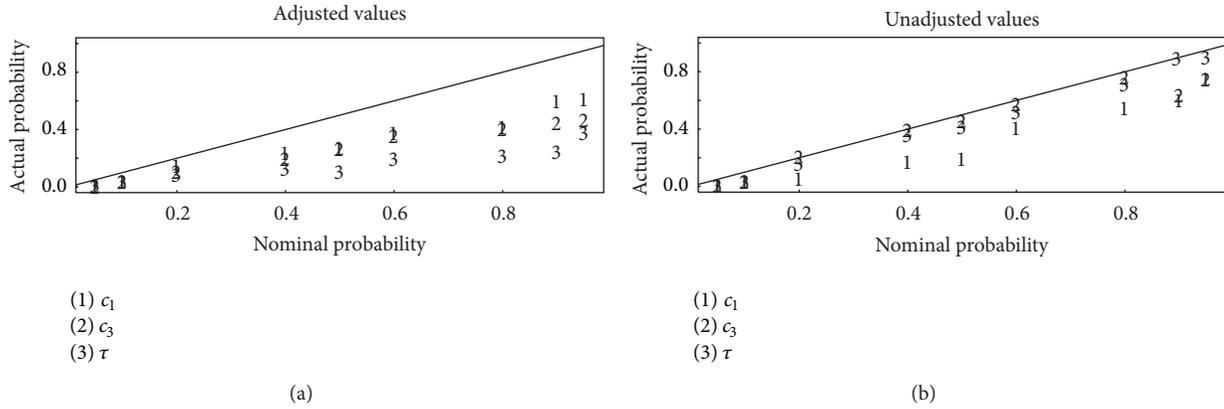 Adjusted values
Actual probability
0.8
0.4
0.0
0.2 0.4 0.6 0.8
Nominal probability
(1) c₁
(2) c₃
(3) τ
(a)
Unadjusted values
Actual probability
0.8
0.4
0.0
0.2 0.4 0.6 0.8
Nominal probability
(1) c₁
(2) c₃
(3) τ
(b)